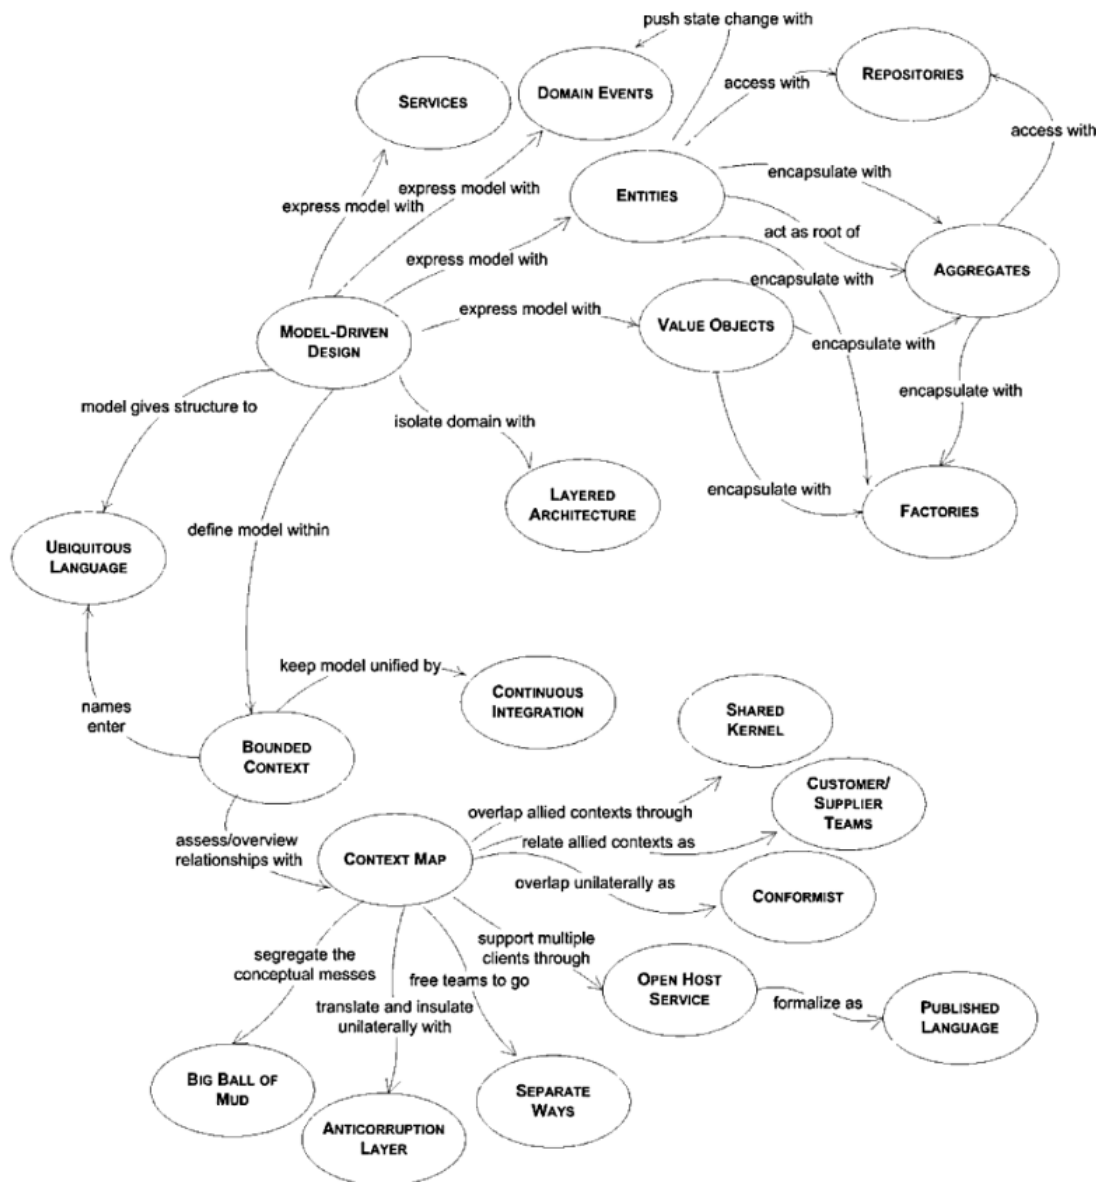 push state change with
SERVICES
DOMAIN EVENTS
access with
REPOSITORIES
access with
express model with
express model with
ENTITIES
encapsulate with
act as root of
express model with
encapsulate with
AGGREGATES
express model with
VALUE OBJECTS
encapsulate with
MODEL-DRIVEN
DESIGN
encapsulate with
model gives structure to
isolate domain with
LAYERED
ARCHITECTURE
encapsulate with
FACTORIES
define model within
UBIQUITOUS
LANGUAGE
keep model unified by
CONTINUOUS
INTEGRATION
names
enter
BOUNDED
CONTEXT
SHARED
KERNEL
CUSTOMER/
SUPPLIER
TEAMS
overlap allied contexts through
assess/overview
relationships with
CONTEXT MAP
relate allied contexts as
overlap unilaterally as
CONFORMIST
segregate the
conceptual messes
support multiple
clients through
free teams to go
translate and insulate
unilaterally with
OPEN HOST
SERVICE
formalize as
PUBLISHED
LANGUAGE
BIG BALL OF
MUD
SEPARATE
WAYS
ANTICORRUPTION
LAYER